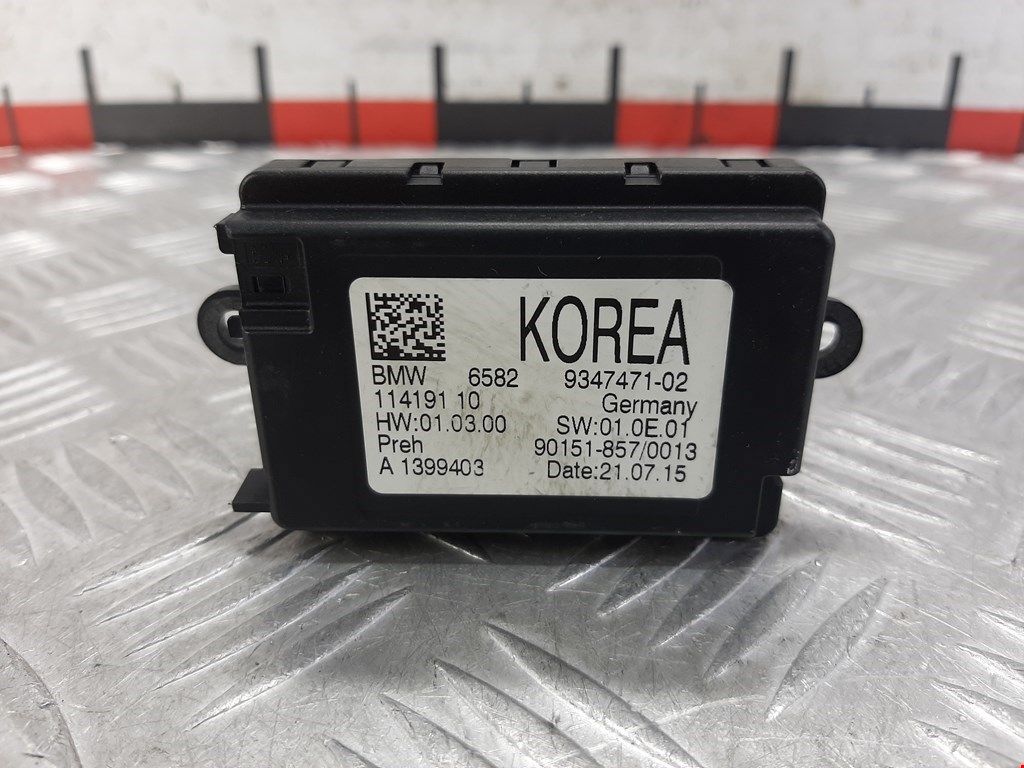 KOREA
BMW 6582 9347471-02
114191 10 Germany
HW:01.03.00 SW:01.0E.01
Preh 90151-857/0013
A 1399403 Date:21.07.15